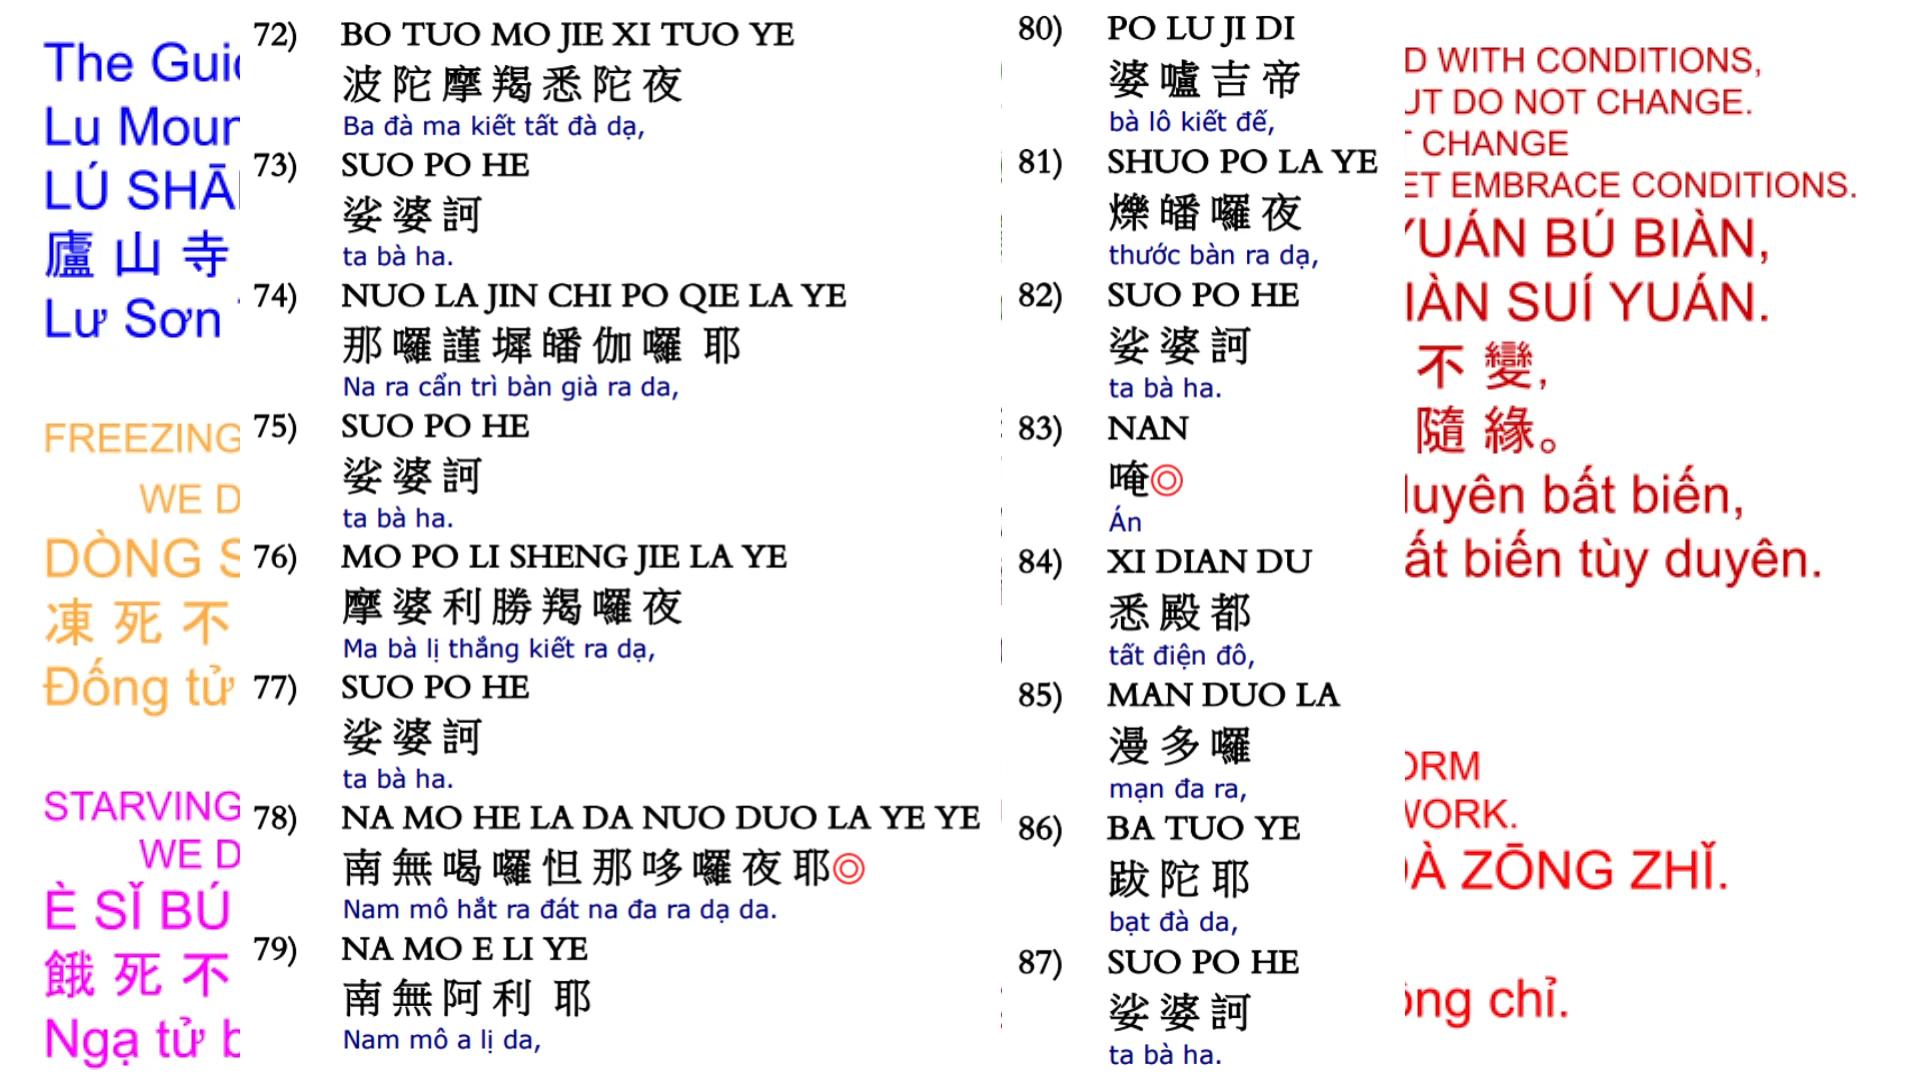 The Guid
Lu Moun
LÚ SHĀ
廬 山 寺
Lư Sơn
FREEZING
WE D
DÒNG S
凍 死 不
Đống tử
STARVING
WE D
È SǏ BÚ
餓 死 不
Ngạ tử b
72) BO TUO MO JIE XI TUO YE
波 陀 摩 羯 悉 陀 夜
Ba đà ma kiết tất đà dạ,
73) SUO PO HE
娑 婆 訶
ta bà ha.
74) NUO LA JIN CHI PO QIE LA YE
那 囉 謹 墀 皤 伽 囉 耶
Na ra cẩn trì bàn già ra da,
75) SUO PO HE
娑 婆 訶
ta bà ha.
76) MO PO LI SHENG JIE LA YE
摩 婆 利 勝 羯 囉 夜
Ma bà lị thắng kiết ra dạ,
77) SUO PO HE
娑 婆 訶
ta bà ha.
78) NA MO HE LA DA NUO DUO LA YE YE
南 無 喝 囉 怛 那 哆 囉 夜 耶◎
Nam mô hắt ra đát na đa ra dạ da.
79) NA MO E LI YE
南 無 阿 利 耶
Nam mô a lị da,
80) PO LU JI DI
婆 嚧 吉 帝
bà lô kiết đế,
81) SHUO PO LA YE
爍 皤 囉 夜
thước bàn ra dạ,
82) SUO PO HE
娑 婆 訶
ta bà ha.
83) NAN
唵◎
Án
84) XI DIAN DU
悉 殿 都
tất điện đô,
85) MAN DUO LA
漫 多 囉
mạn đa ra,
86) BA TUO YE
跋 陀 耶
bạt đà da,
87) SUO PO HE
娑 婆 訶
ta bà ha.
D WITH CONDITIONS,
UT DO NOT CHANGE.
CHANGE
ET EMBRACE CONDITIONS.
YUÁN BÚ BIÀN,
IÀN SUÍ YUÁN.
不 變,
隨 緣。
duyên bất biến,
ất biến tùy duyên.
ORM
WORK.
DÀ ZŌNG ZHǏ.
ông chỉ.